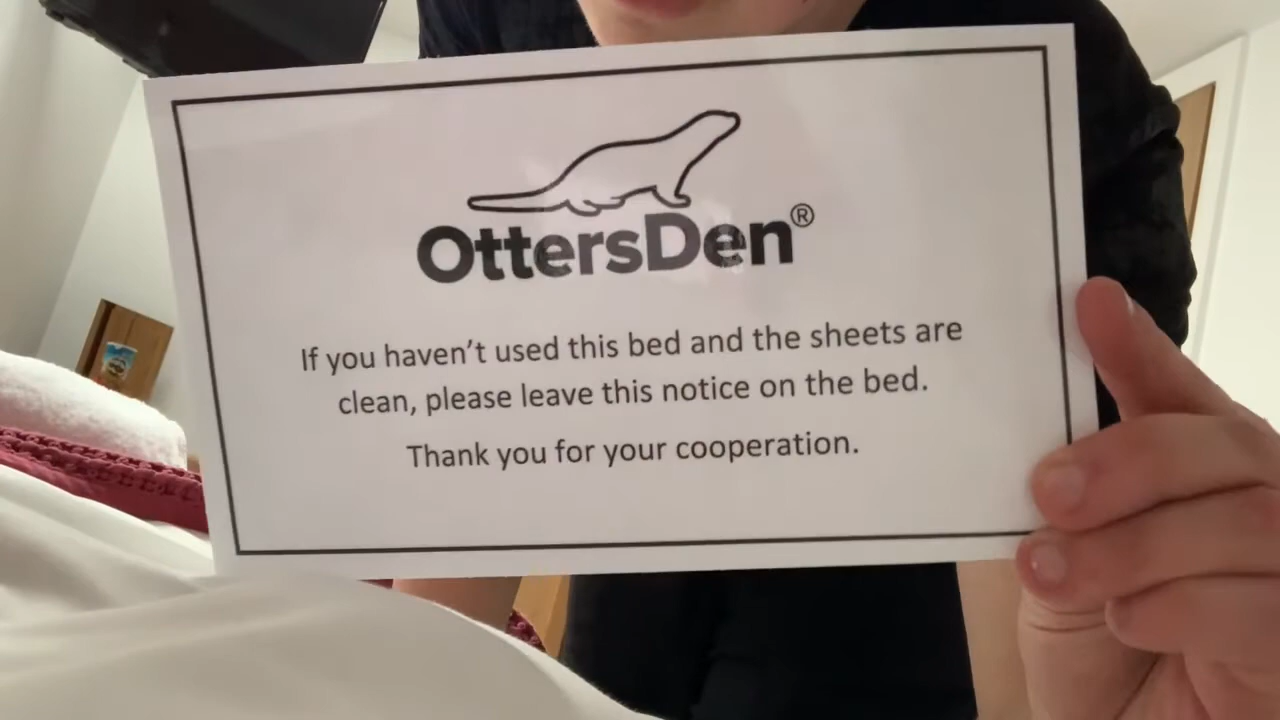 OttersDen®
If you haven't used this bed and the sheets are
clean, please leave this notice on the bed.
Thank you for your cooperation.